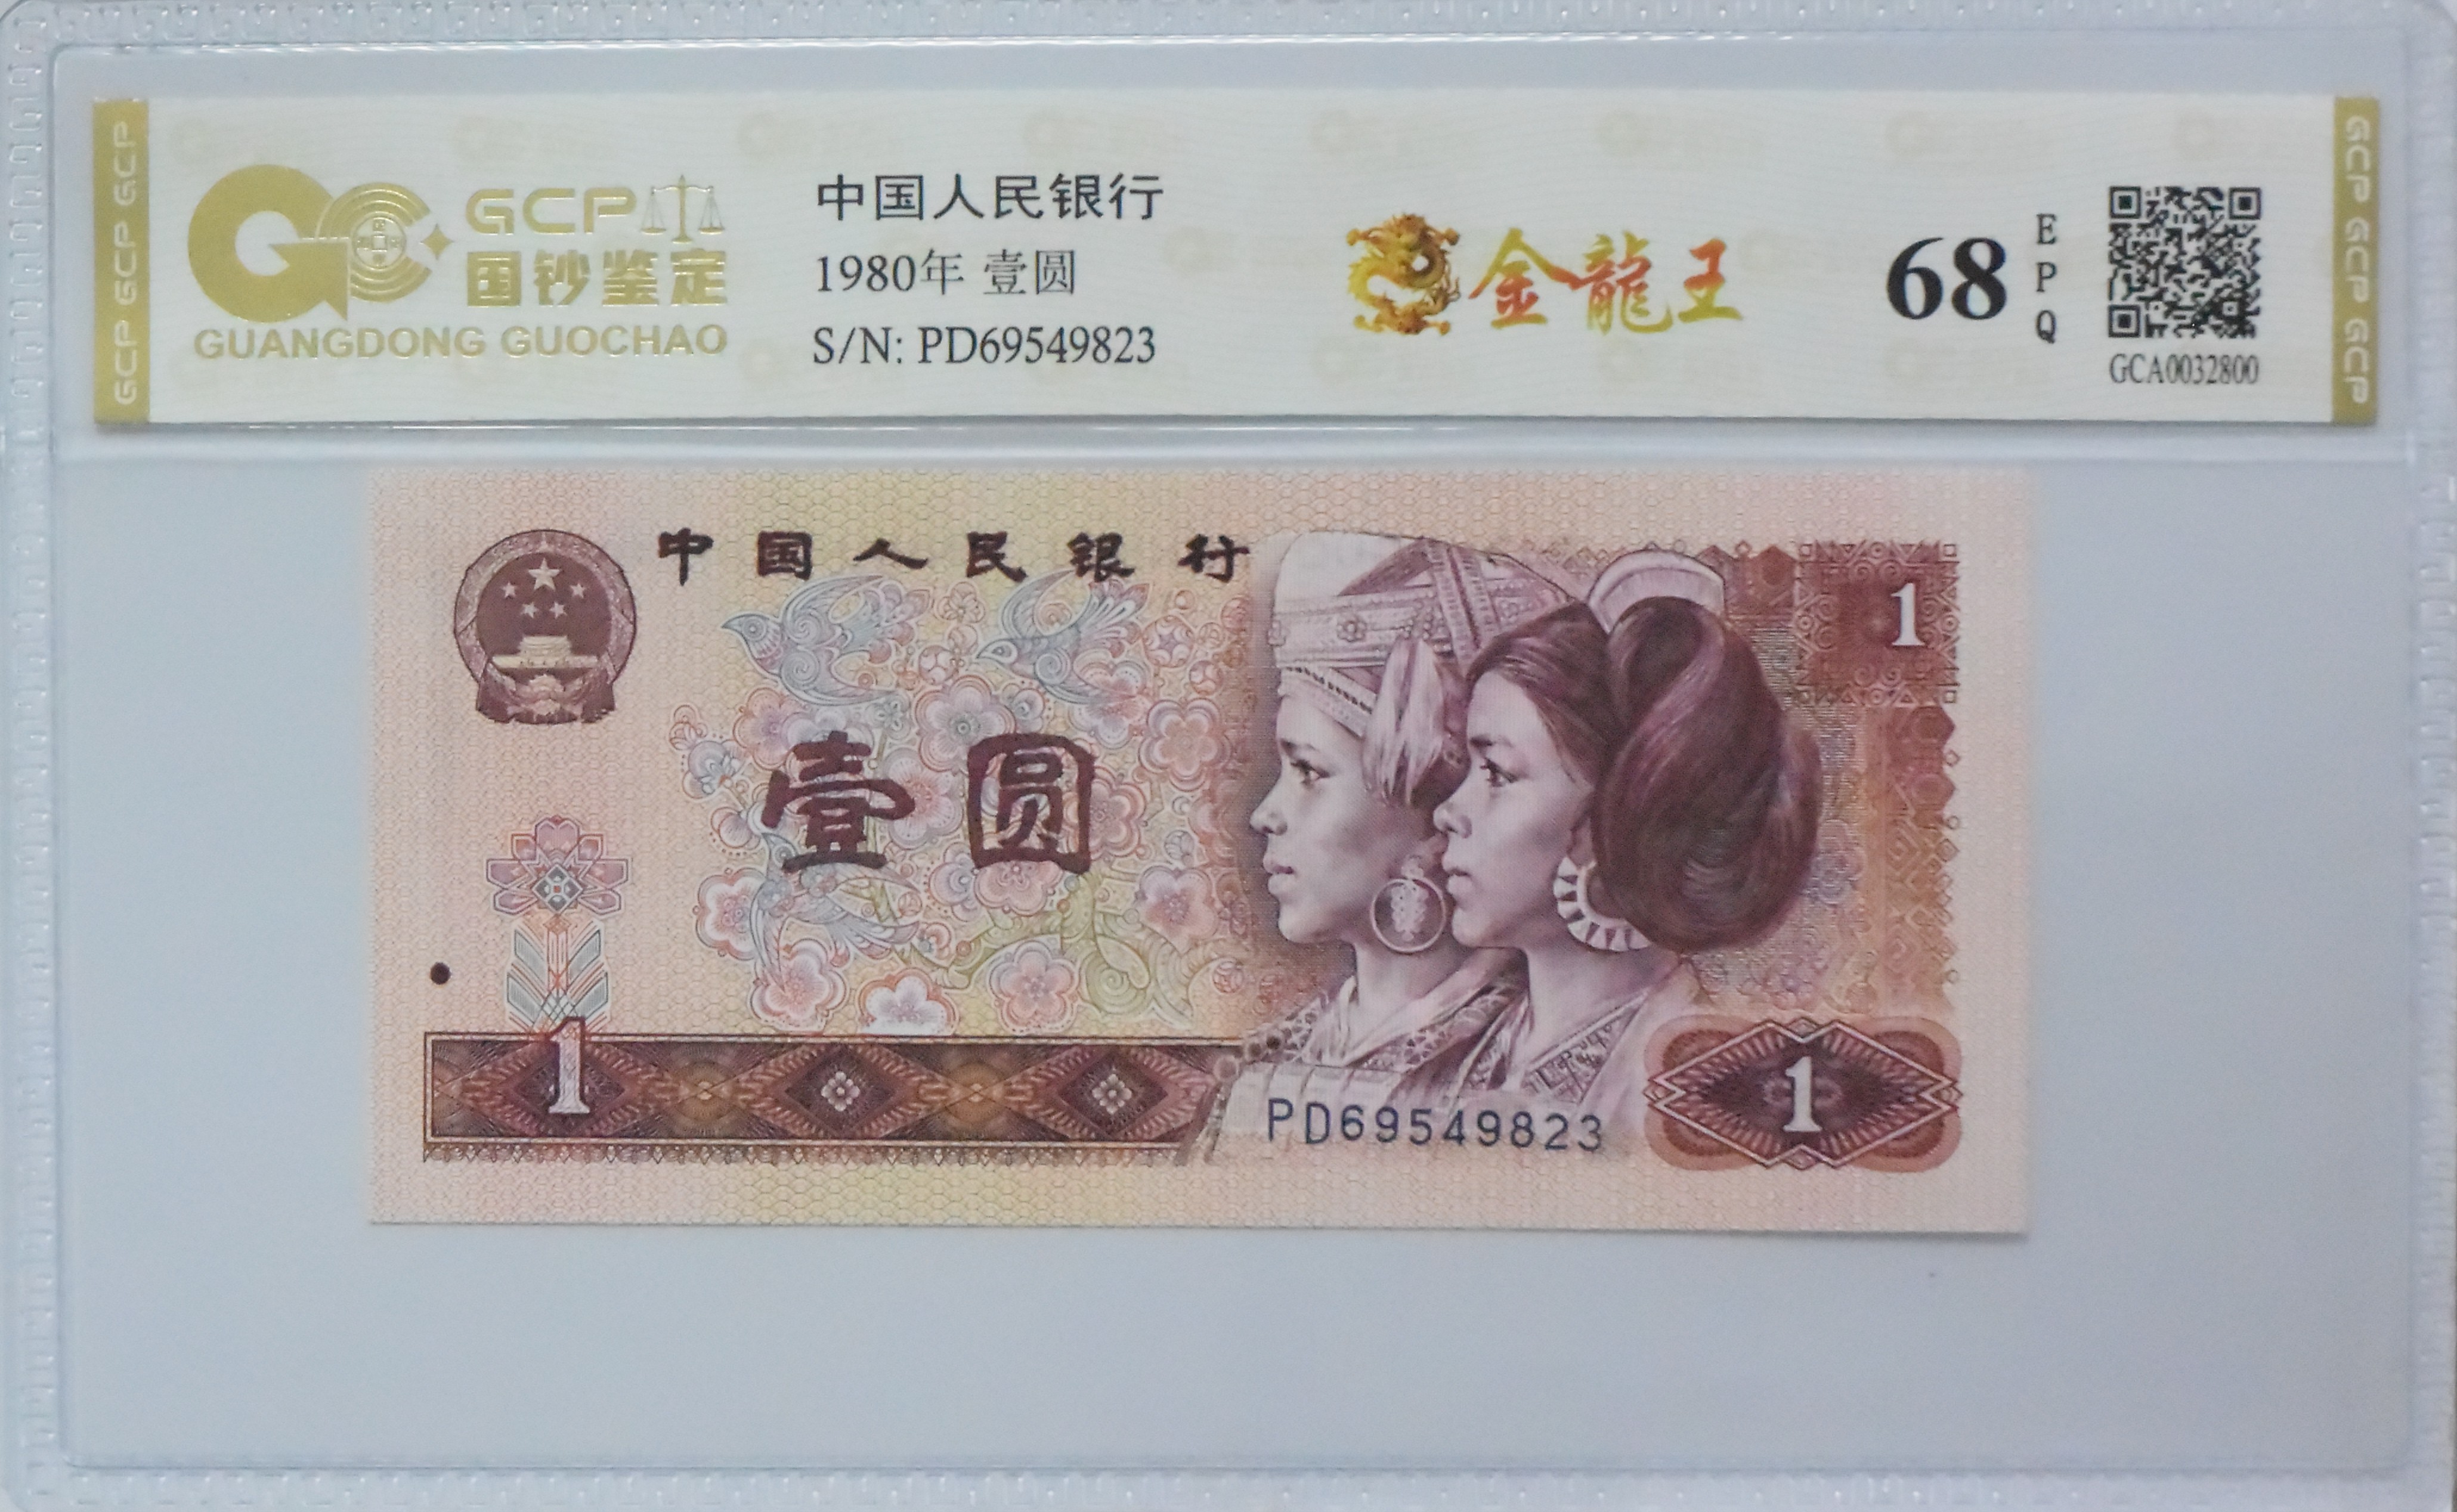 GCP GCP GCP
GCP
国钞鉴定
GUANGDONG GUOCHAO
中国人民银行
1980年 壹圆
S/N: PD69549823
金龍王
68
EPQ
GCA0032800
GCP GCP GCP
中国人民银行
1
壹圆
1
PD69549823
1